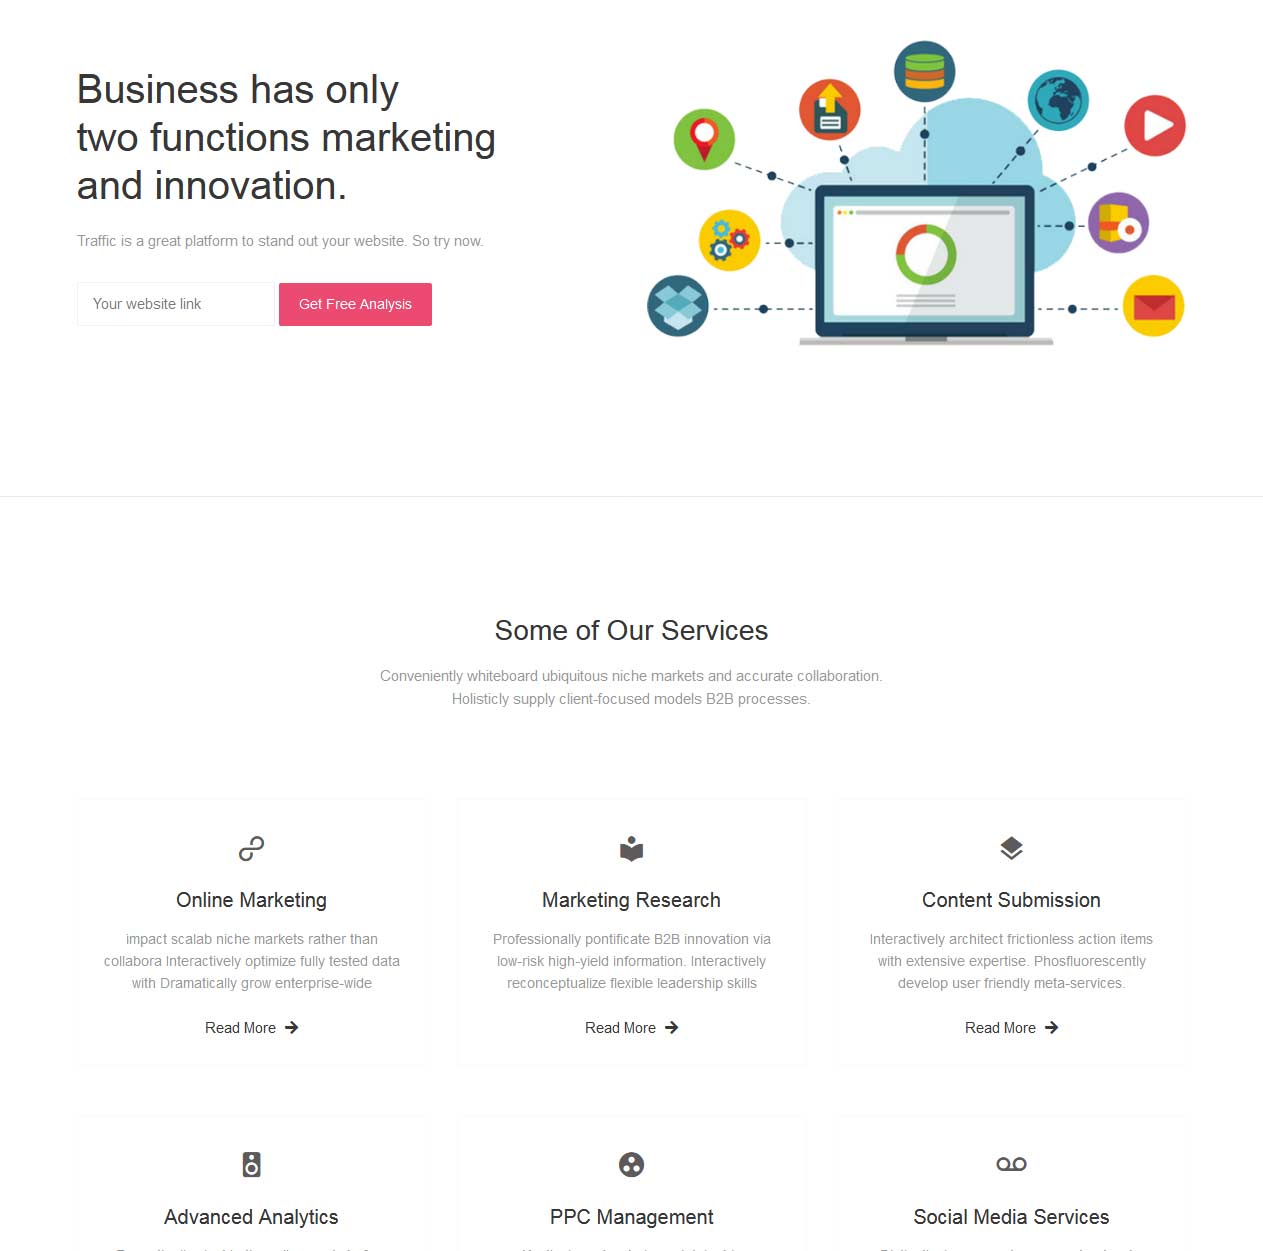 Business has only
two functions marketing
and innovation.
Traffic is a great platform to stand out your website. So try now.
Your website link
Get Free Analysis
Some of Our Services
Conveniently whiteboard ubiquitous niche markets and accurate collaboration.
Holisticly supply client-focused models B2B processes.
Online Marketing
impact scalab niche markets rather than
collabora Interactively optimize fully tested data
with Dramatically grow enterprise-wide
Read More
Marketing Research
Professionally pontificate B2B innovation via
low-risk high-yield information. Interactively
reconceptualize flexible leadership skills
Read More
Content Submission
Interactively architect frictionless action items
with extensive expertise. Phosfluorescently
develop user friendly meta-services.
Read More
Advanced Analytics
PPC Management
Social Media Services